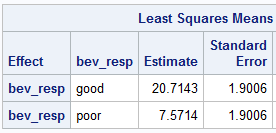 Least Squares Means
Effect bev_resp Estimate Standard Error
bev_resp good 20.7143 1.9006
bev_resp poor 7.5714 1.9006